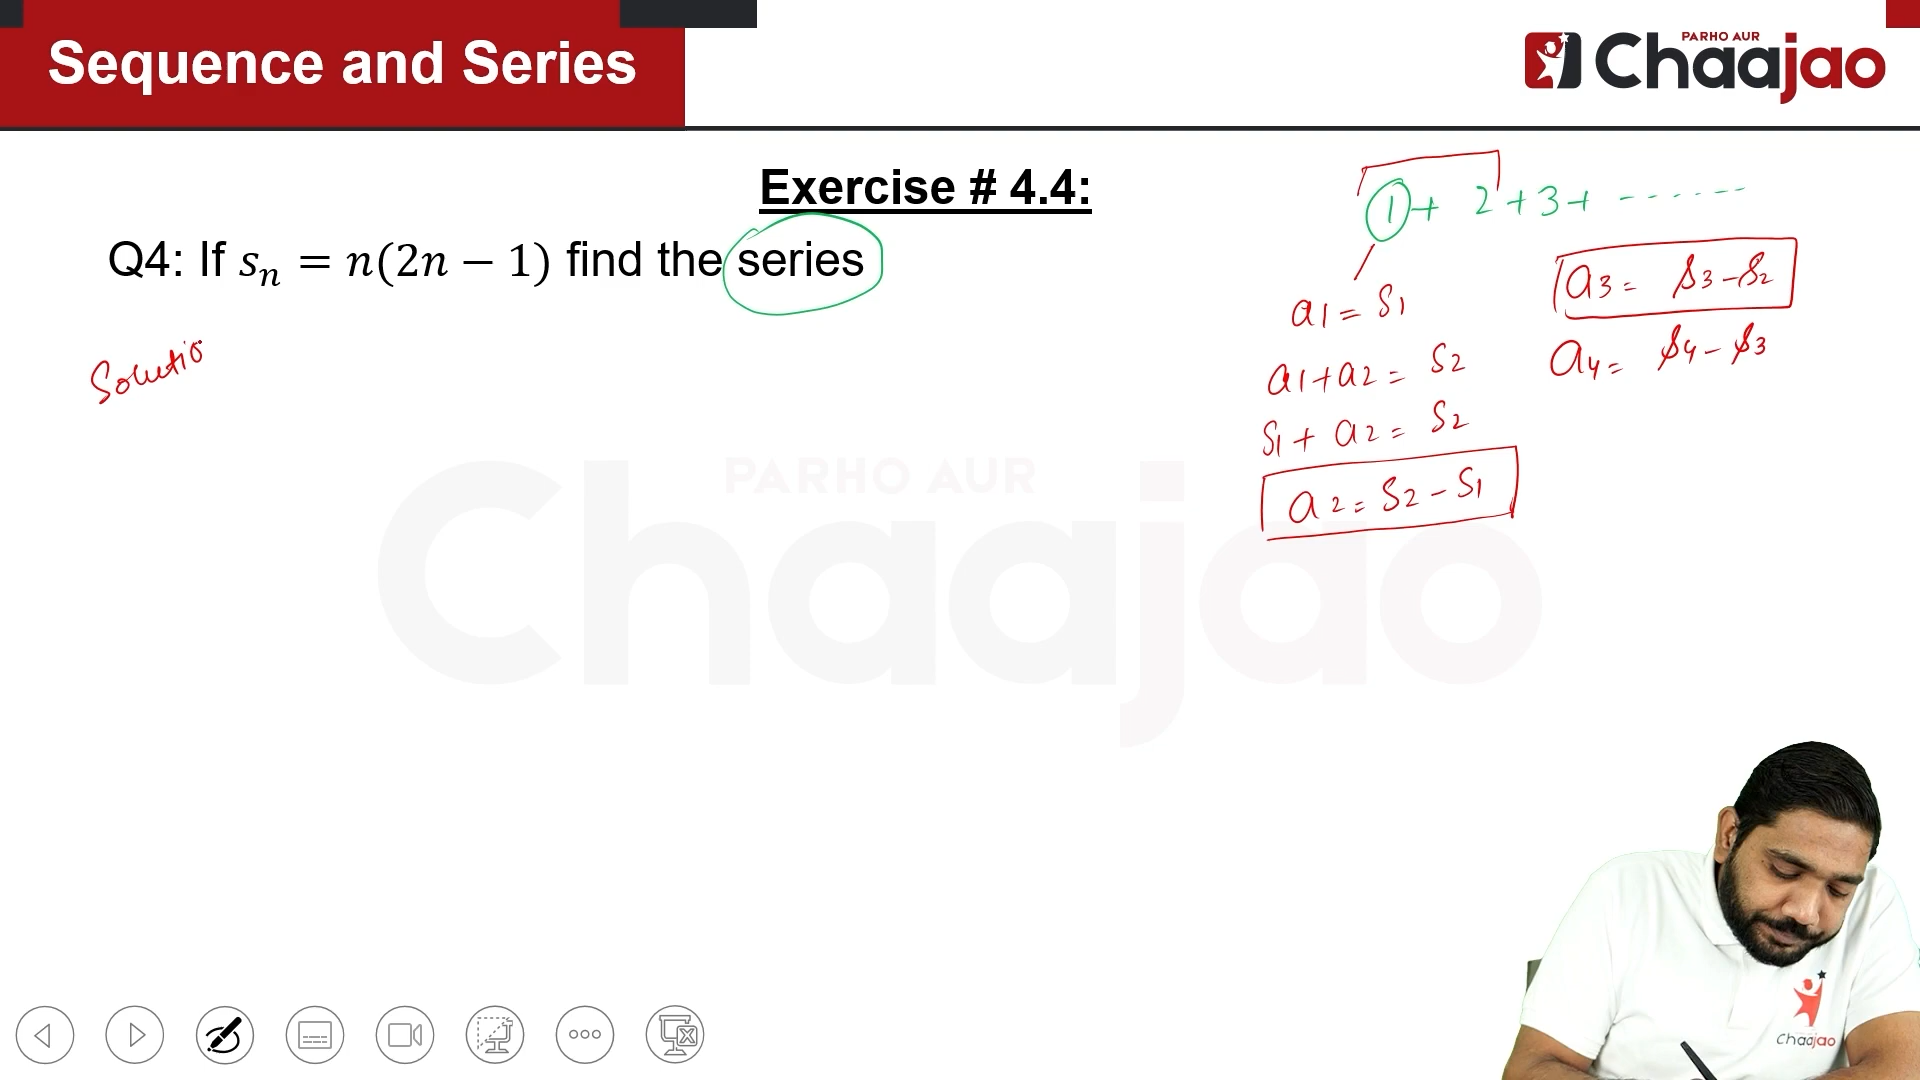 Sequence and Series
PARHO AUR
Chaajao
Exercise # 4.4:
Q4: If sₙ = n(2n − 1) find the series
Solutio
1 + 2 + 3 + -------
a1 = S1
a1 + a2 = S2
S1 + a2 = S2
a2 = S2 - S1
a3 = S3 - S2
a4 = S4 - S3
PARHO AUR
Chaajao
Chaajao